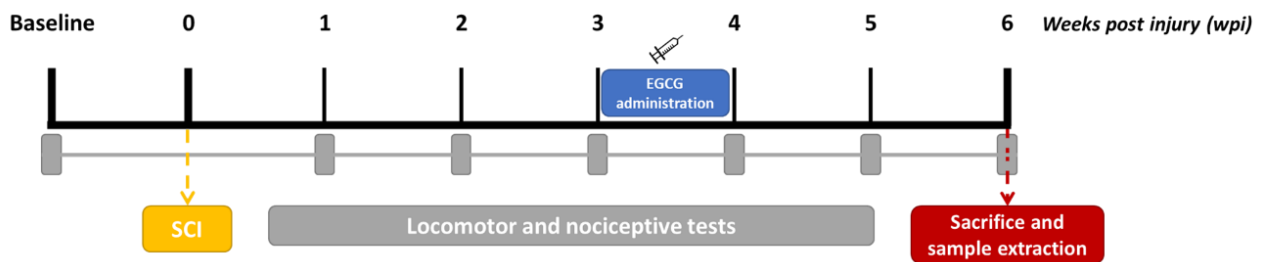 Baseline 0 1 2 3 4 5 6 Weeks post injury (wpi)
EGCG
administration
SCI
Locomotor and nociceptive tests
Sacrifice and
sample extraction